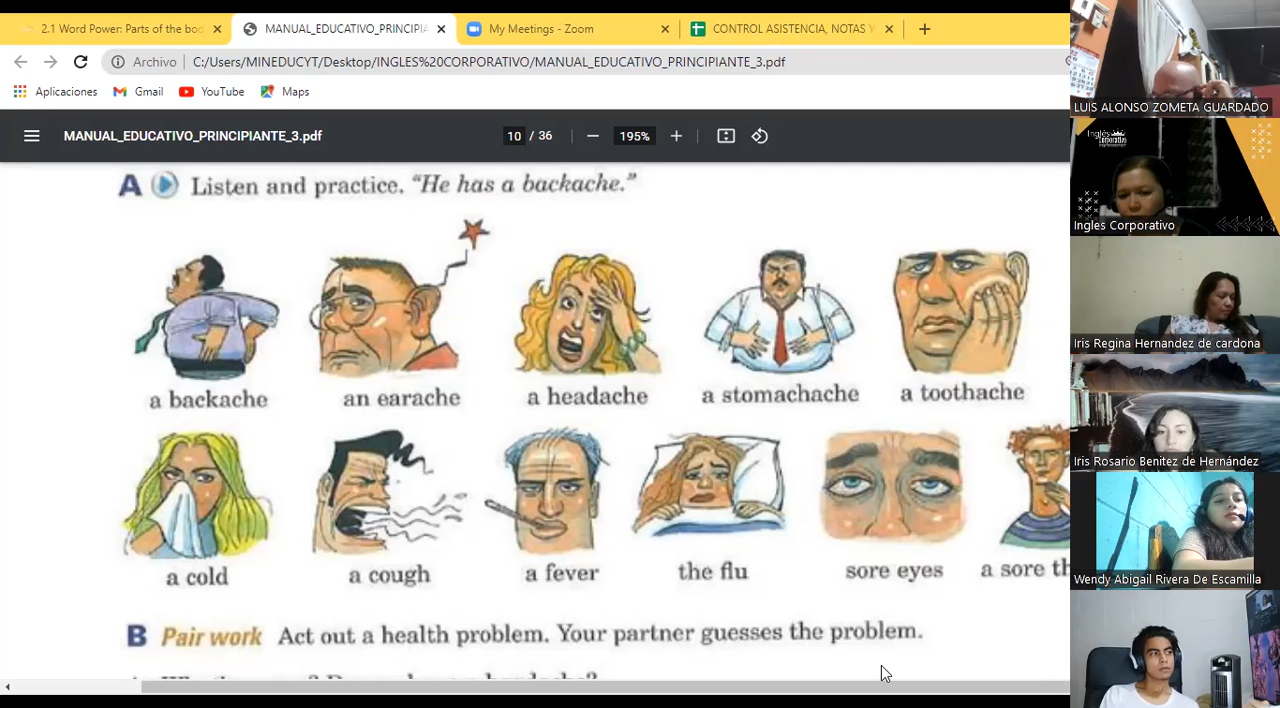 2.1 Word Power: Parts of the bod
MANUAL_EDUCATIVO_PRINCIPIA
My Meetings - Zoom
CONTROL ASISTENCIA, NOTAS Y
Archivo
C:/Users/MINEDUCYT/Desktop/INGLES%20CORPORATIVO/MANUAL_EDUCATIVO_PRINCIPIANTE_3.pdf
Aplicaciones Gmail YouTube Maps
MANUAL_EDUCATIVO_PRINCIPIANTE_3.pdf
10 / 36
195%
A Listen and practice. "He has a backache."
a backache an earache a headache a stomachache a toothache
a cold a cough a fever the flu sore eyes a sore th
B Pair work Act out a health problem. Your partner guesses the problem.
LUIS ALONSO ZOMETA GUARDADO
Inglés
Corporativo
Ingles Corporativo
Iris Regina Hernandez de cardona
Iris Rosario Benitez de Hernández
Wendy Abigail Rivera De Escamilla